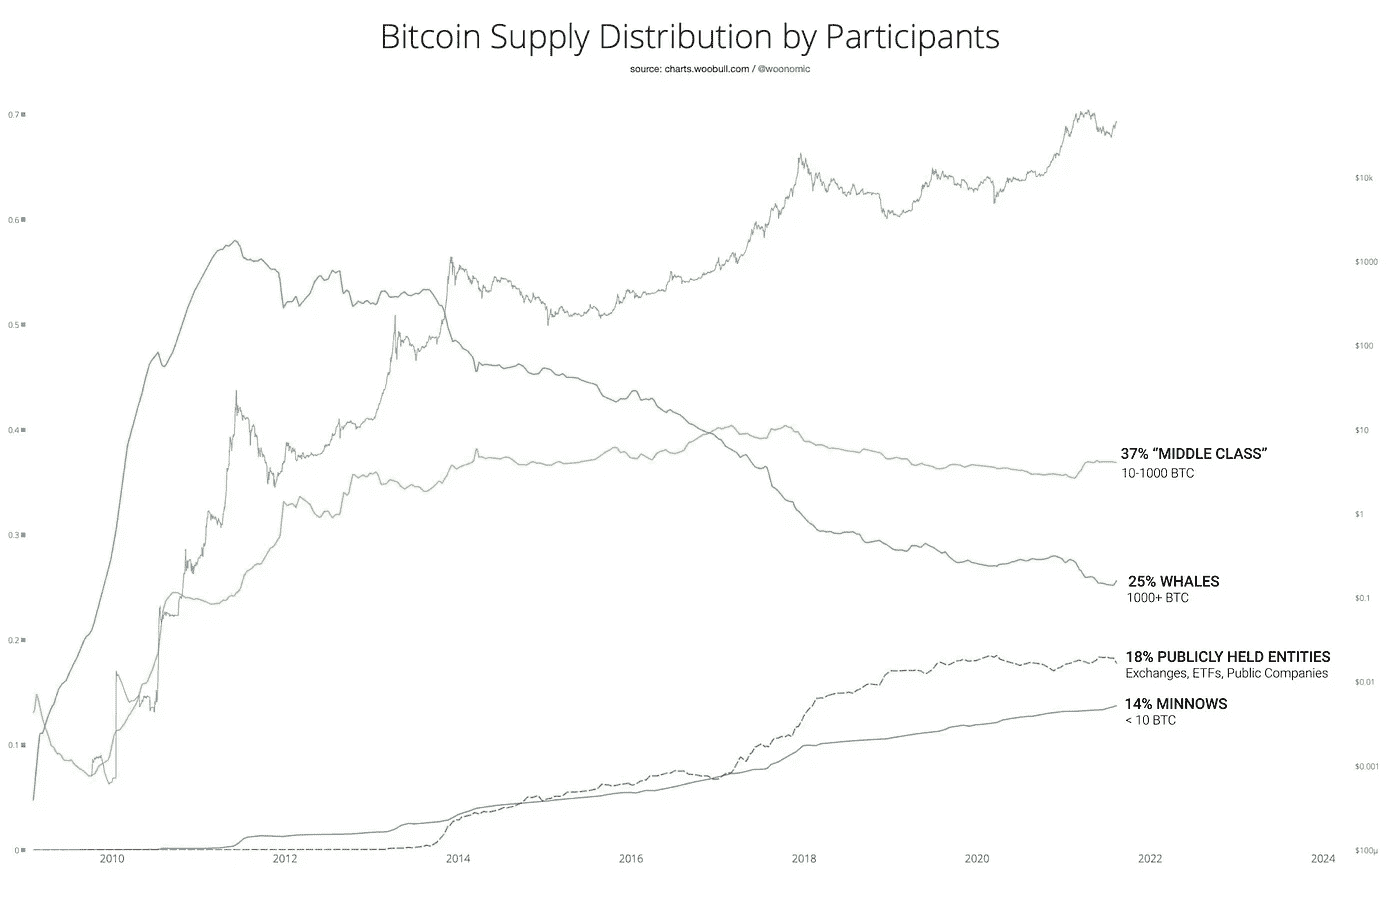 Bitcoin Supply Distribution by Participants
source: charts.woobull.com / @woonomic
0.7
0.6
0.5
0.4
0.3
0.2
0.1
0
$10k
$1000
$100
$10
$1
$0.1
$0.01
$0.001
$100µ
37% “MIDDLE CLASS”
10-1000 BTC
25% WHALES
1000+ BTC
18% PUBLICLY HELD ENTITIES
Exchanges, ETFs, Public Companies
14% MINNOWS
< 10 BTC
2010 2012 2014 2016 2018 2020 2022 2024